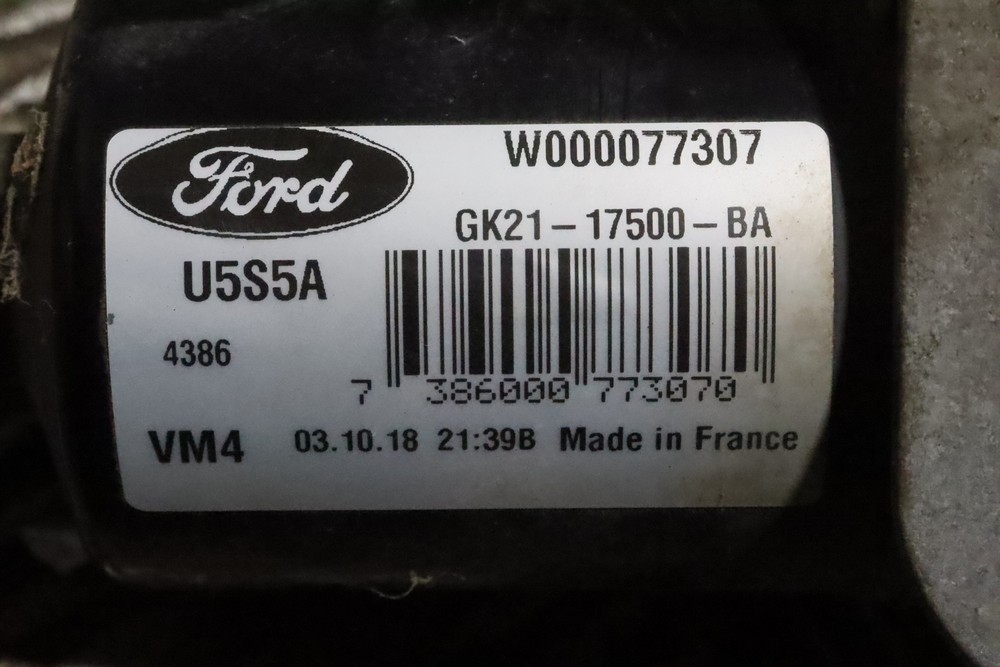 Ford
W000077307
GK21-17500-BA
U5S5A
4386
7 386000 773070
VM4 03.10.18 21:39B Made in France